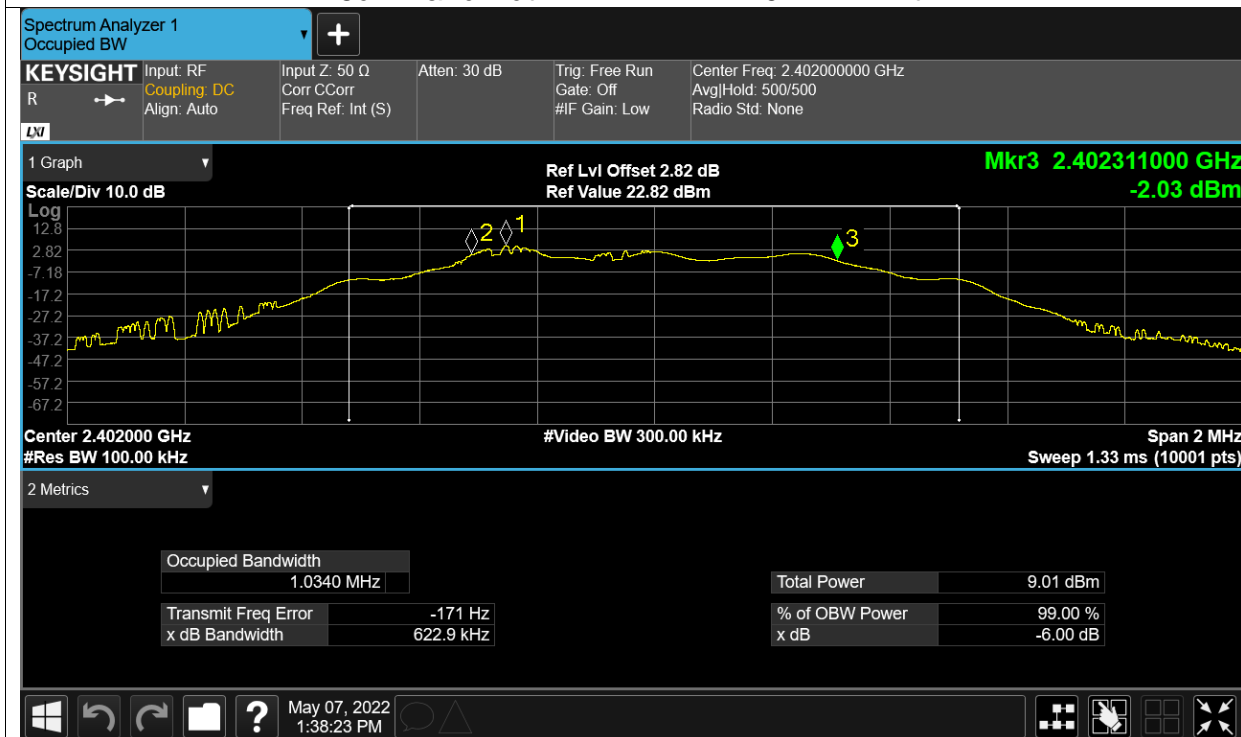 Spectrum Analyzer 1
Occupied BW
+
KEYSIGHT
R
LXI
Input: RF
Coupling: DC
Align: Auto
Input Z: 50 Ω
Corr CCorr
Freq Ref: Int (S)
Atten: 30 dB
Trig: Free Run
Gate: Off
#IF Gain: Low
Center Freq: 2.402000000 GHz
Avg|Hold: 500/500
Radio Std: None
1 Graph
Scale/Div 10.0 dB
Ref Lvl Offset 2.82 dB
Ref Value 22.82 dBm
Mkr3 2.402311000 GHz
-2.03 dBm
Log
12.8
2.82
-7.18
-17.2
-27.2
-37.2
-47.2
-57.2
-67.2
2
1
3
Center 2.402000 GHz
#Res BW 100.00 kHz
#Video BW 300.00 kHz
Span 2 MHz
Sweep 1.33 ms (10001 pts)
2 Metrics
Occupied Bandwidth
1.0340 MHz
Transmit Freq Error -171 Hz
x dB Bandwidth 622.9 kHz
Total Power 9.01 dBm
% of OBW Power 99.00 %
x dB -6.00 dB
?
May 07, 2022
1:38:23 PM